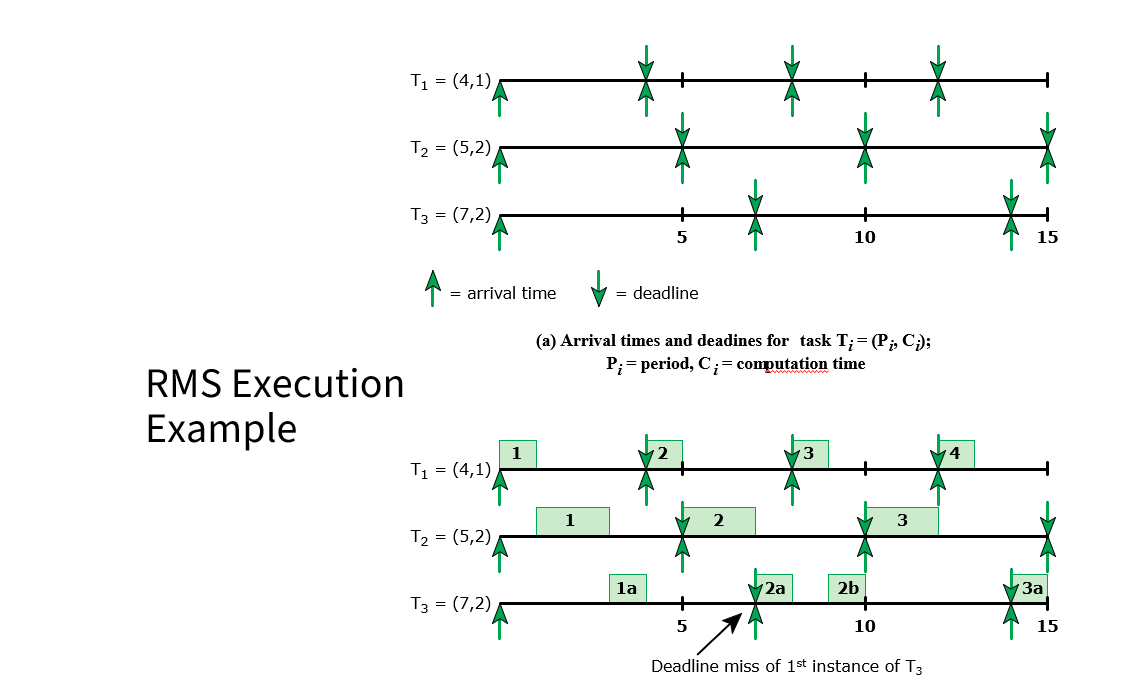 T1 = (4,1)
T2 = (5,2)
T3 = (7,2)
5 10 15
= arrival time = deadline
(a) Arrival times and deadines for task Ti = (Pi, Ci);
Pi = period, Ci = computation time
RMS Execution
Example
1 2 3 4
T1 = (4,1)
1 2 3
T2 = (5,2)
1a 2a 2b 3a
T3 = (7,2)
5 10 15
Deadline miss of 1st instance of T3